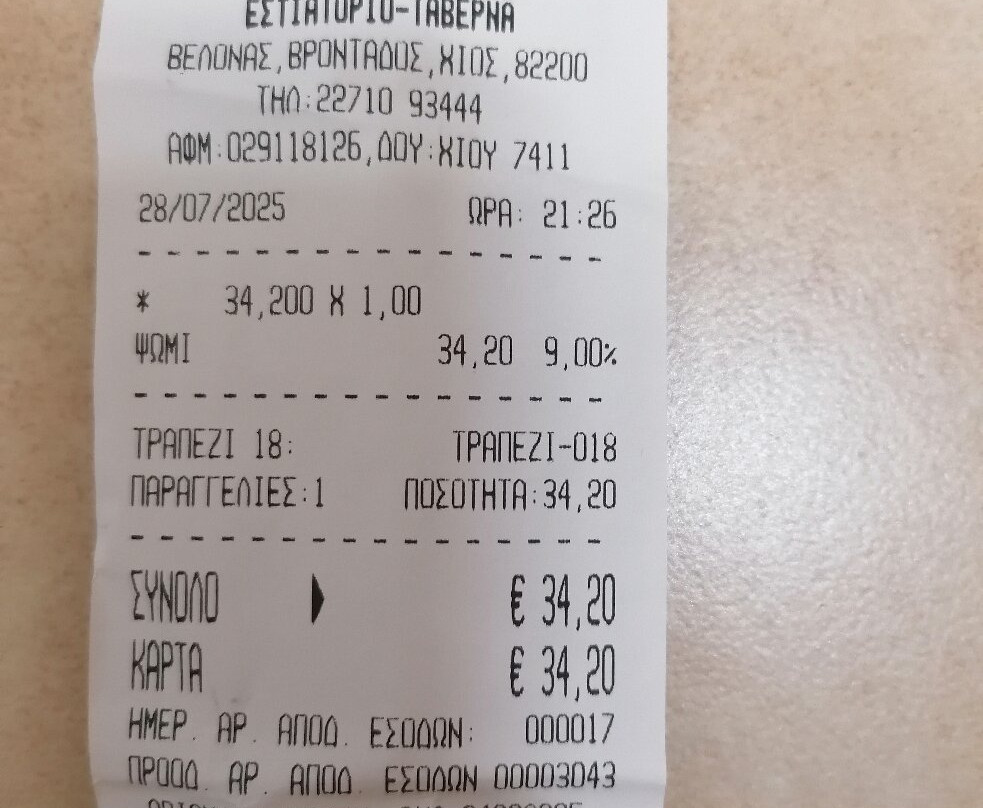 ΕΣΤΙΑΤΟΡΙΟ-ΤΑΒΕΡΝΑ
ΒΕΛΟΝΑΣ,ΒΡΟΝΤΑΔΟΣ,ΧΙΟΣ,82200
ΤΗΛ:22710 93444
ΑΦΜ:029118126,ΔΟΥ:ΧΙΟΥ 7411
28/07/2025 ΩΡΑ: 21:26
* 34,200 X 1,00
ΨΩΜΙ 34,20 9,00%
ΤΡΑΠΕΖΙ 18: ΤΡΑΠΕΖΙ-018
ΠΑΡΑΓΓΕΛΙΕΣ:1 ΠΟΣΟΤΗΤΑ:34,20
ΣΥΝΟΛΟ € 34,20
ΚΑΡΤΑ € 34,20
ΗΜΕΡ. ΑΡ. ΑΠΟΔ. ΕΣΟΔΩΝ: 000017
ΠΡΟΟΔ. ΑΡ. ΑΠΟΔ. ΕΣΟΔΩΝ 00003043